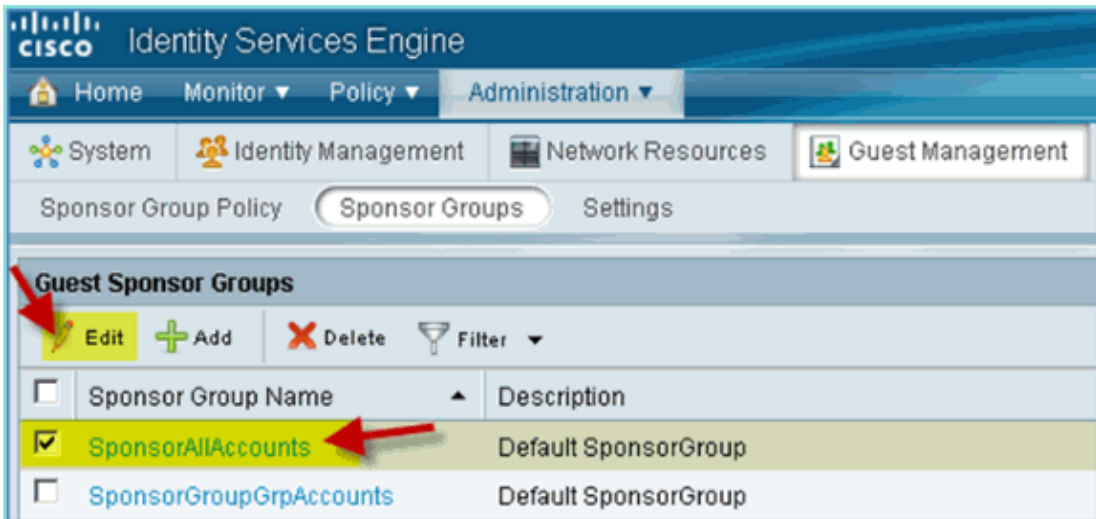 CISCO Identity Services Engine
Home Monitor Policy Administration
System Identity Management Network Resources Guest Management
Sponsor Group Policy Sponsor Groups Settings
Guest Sponsor Groups
Edit Add Delete Filter
Sponsor Group Name Description
SponsorAllAccounts Default SponsorGroup
SponsorGroupGrpAccounts Default SponsorGroup